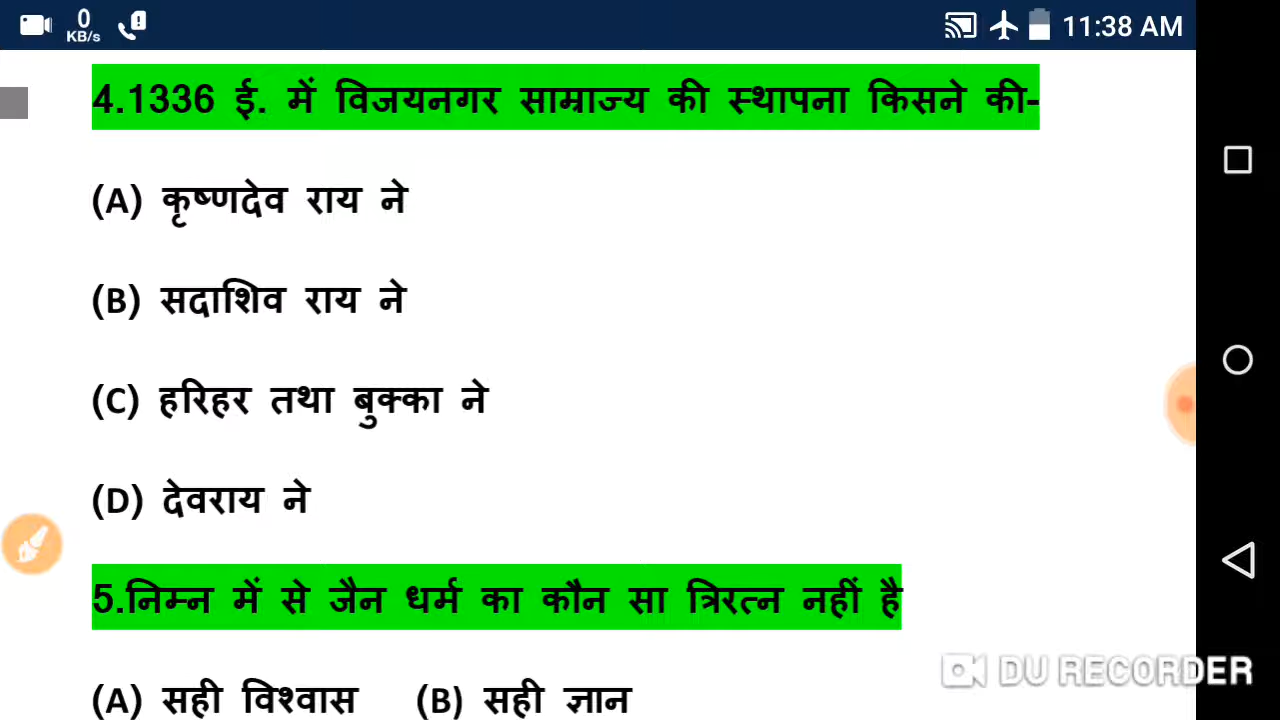 0
KB/s
11:38 AM
4.1336 ई. में विजयनगर साम्राज्य की स्थापना किसने की-
(A) कृष्णदेव राय ने
(B) सदाशिव राय ने
(C) हरिहर तथा बुक्का ने
(D) देवराय ने
5.निम्न में से जैन धर्म का कौन सा त्रिरत्न नहीं है
DU RECORDER
(A) सही विश्वास (B) सही ज्ञान